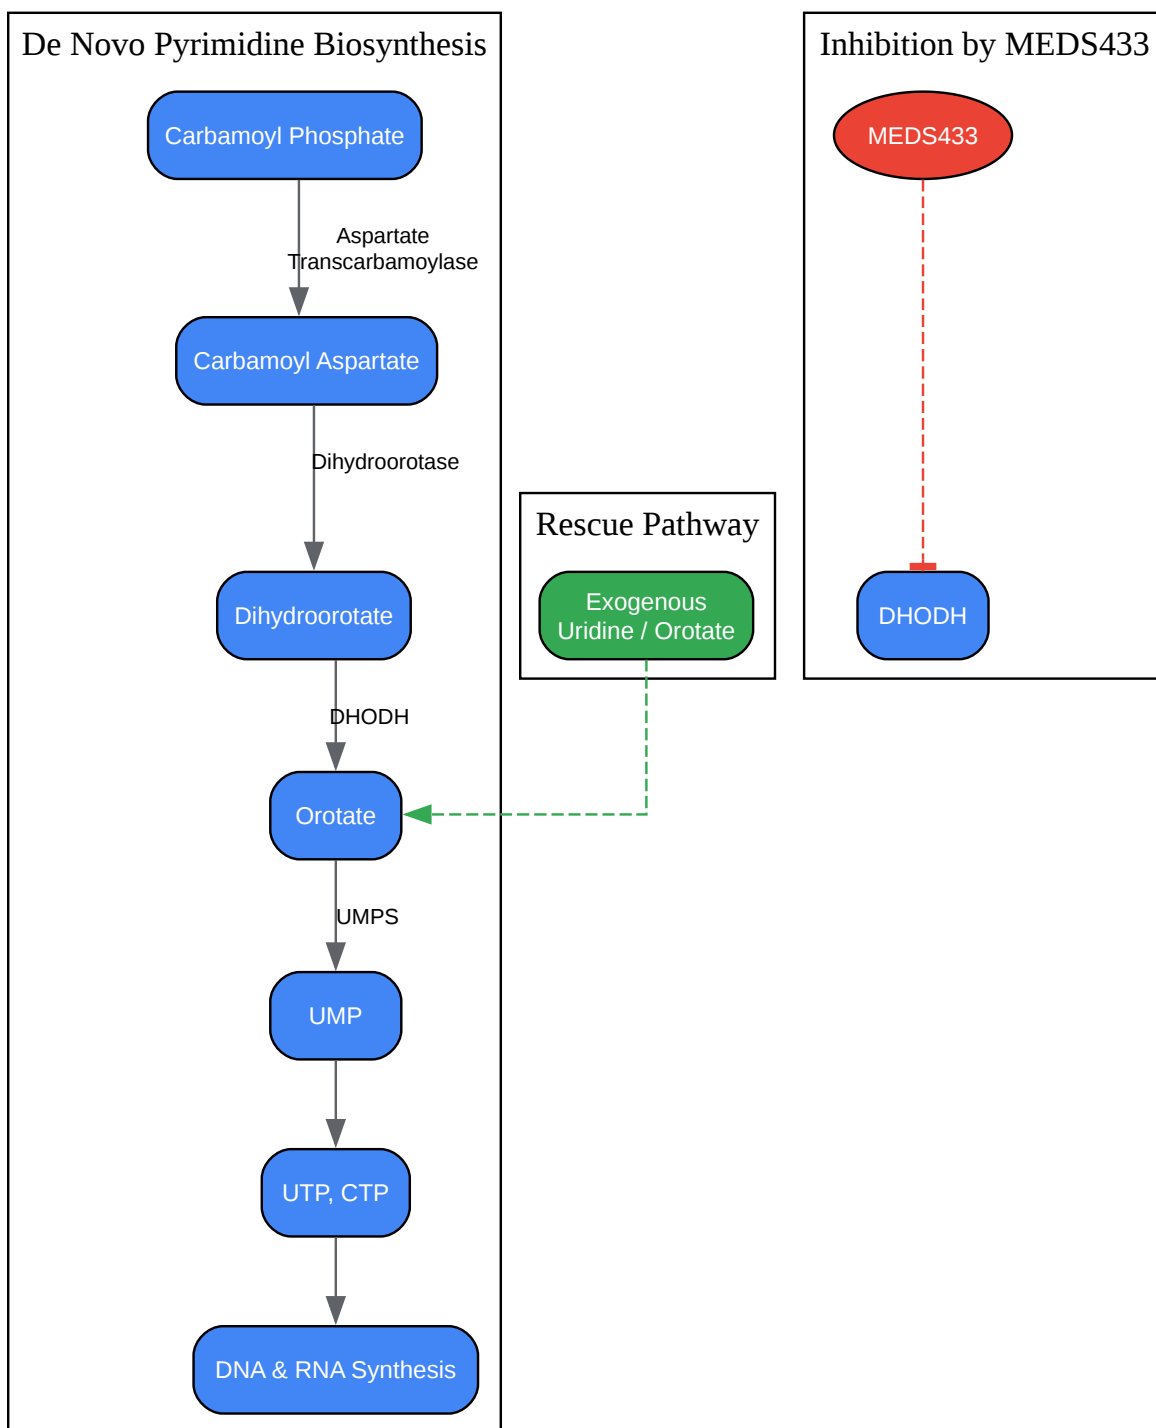 De Novo Pyrimidine Biosynthesis
Carbamoyl Phosphate
Aspartate
Transcarbamoylase
Carbamoyl Aspartate
Dihydroorotase
Dihydroorotate
DHODH
Orotate
UMPS
UMP
UTP, CTP
DNA & RNA Synthesis
Rescue Pathway
Exogenous
Uridine / Orotate
Inhibition by MEDS433
MEDS433
DHODH